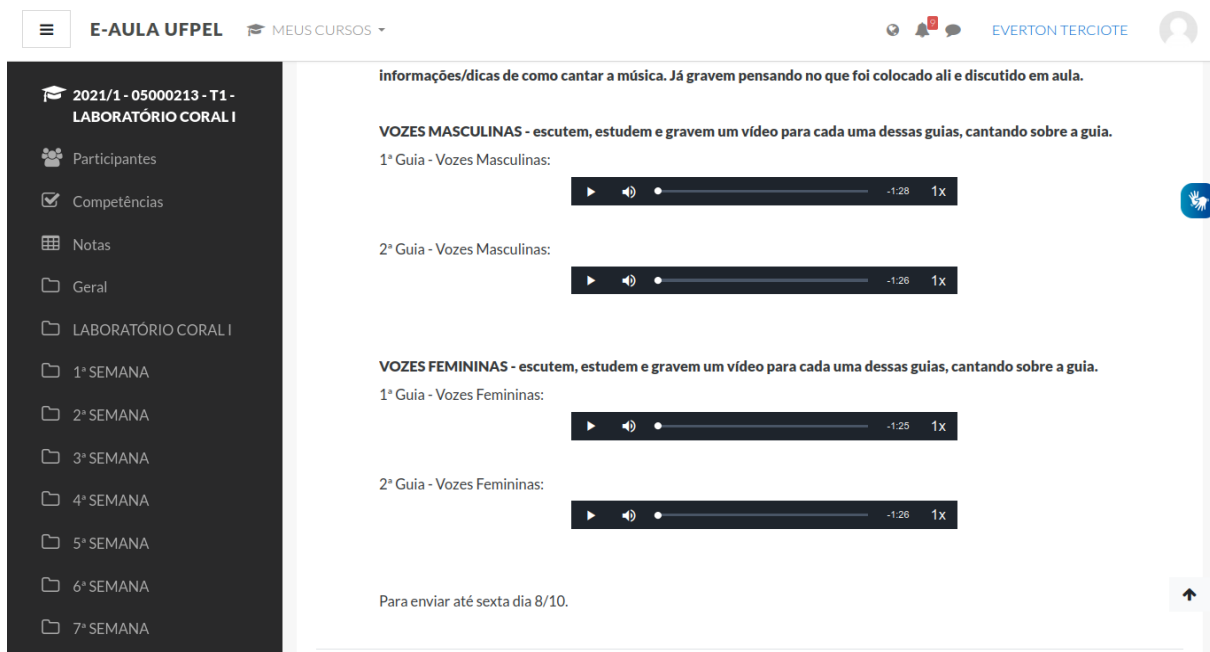 E-AULA UFPEL
MEUS CURSOS
9
EVERTON TERCIOTE
2021/1 - 05000213 - T1 -
LABORATÓRIO CORAL I
Participantes
Competências
Notas
Geral
LABORATÓRIO CORAL I
1ª SEMANA
2ª SEMANA
3ª SEMANA
4ª SEMANA
5ª SEMANA
6ª SEMANA
7ª SEMANA
informações/dicas de como cantar a música. Já gravem pensando no que foi colocado ali e discutido em aula.
VOZES MASCULINAS - escutem, estudem e gravem um vídeo para cada uma dessas guias, cantando sobre a guia.
1ª Guia - Vozes Masculinas:
-1:28 1x
2ª Guia - Vozes Masculinas:
-1:26 1x
VOZES FEMININAS - escutem, estudem e gravem um vídeo para cada uma dessas guias, cantando sobre a guia.
1ª Guia - Vozes Femininas:
-1:25 1x
2ª Guia - Vozes Femininas:
-1:26 1x
Para enviar até sexta dia 8/10.